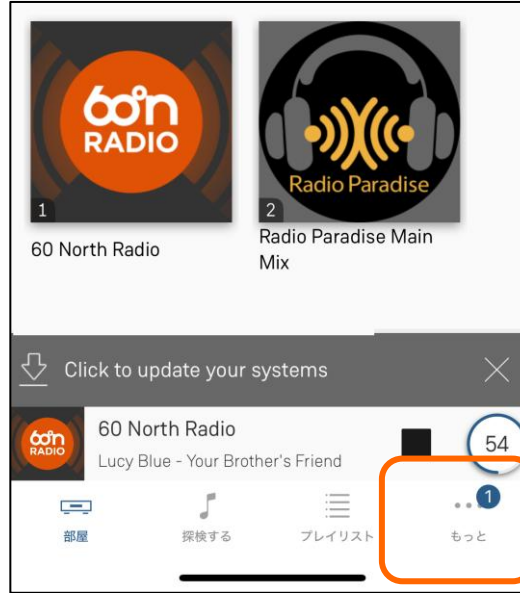 60°n
RADIO
1
60 North Radio
Radio Paradise
2
Radio Paradise Main
Mix
Click to update your systems
60°n
RADIO
60 North Radio
Lucy Blue - Your Brother's Friend
54
部屋
探検する
プレイリスト
1
もっと